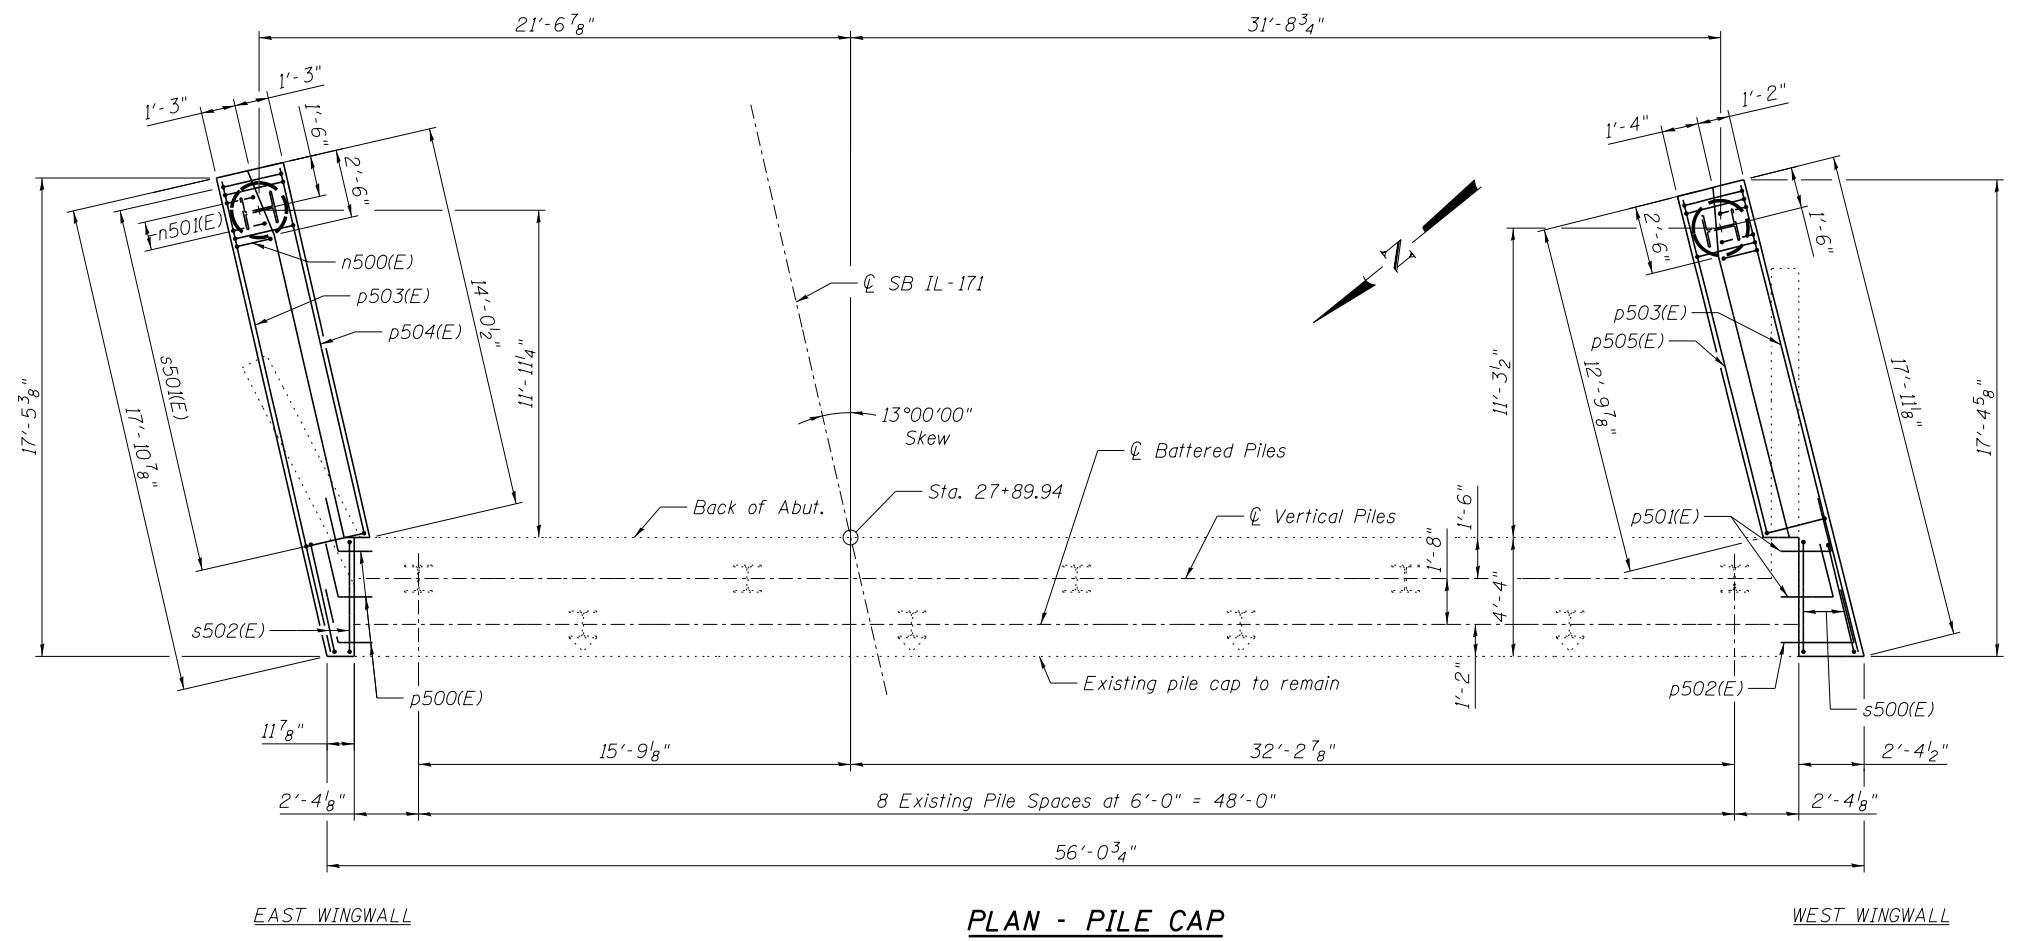 21'-6 7/8"
31'-8 3/4"
1'-3"
1'-3"
1'-6"
2'-6"
1'-4"
1'-2"
1'-6"
2'-6"
n501(E)
n500(E)
p503(E)
p504(E)
s501(E)
14'-0 1/2"
17'-5 3/8"
17'-10 7/8"
11'-11 1/4"
℄ SB IL-171
N
13°00'00"
Skew
℄ Battered Piles
Back of Abut.
Sta. 27+89.94
℄ Vertical Piles
p503(E)
p505(E)
11'-3 1/2"
12'-9 7/8"
17'-11 1/8"
17'-4 5/8"
p501(E)
1'-6"
1'-8"
4'-4"
1'-2"
s502(E)
p500(E)
Existing pile cap to remain
p502(E)
s500(E)
11 7/8"
15'-9 1/8"
32'-2 7/8"
2'-4 1/2"
2'-4 1/8"
8 Existing Pile Spaces at 6'-0" = 48'-0"
2'-4 1/8"
56'-0 3/4"
EAST WINGWALL
PLAN - PILE CAP
WEST WINGWALL